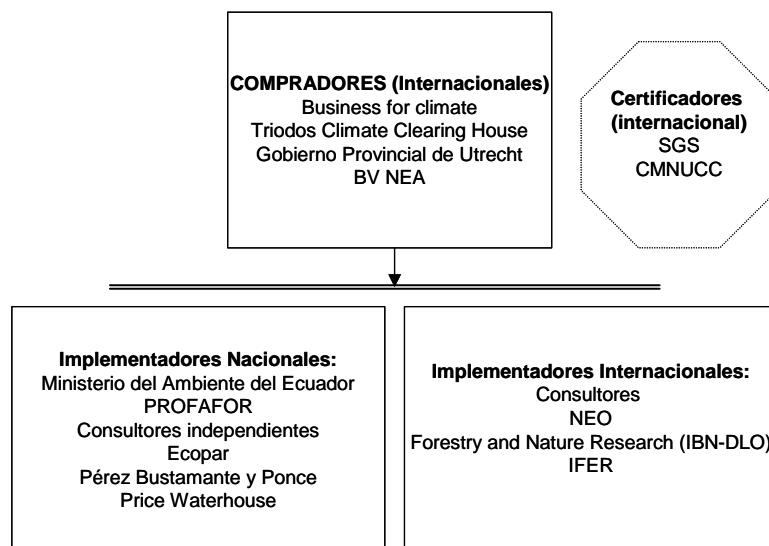 COMPRADORES (Internacionales)
Business for climate
Triodos Climate Clearing House
Gobierno Provincial de Utrecht
BV NEA
Certificadores
(internacional)
SGS
CMNUCC
Implementadores Nacionales:
Ministerio del Ambiente del Ecuador
PROFAFOR
Consultores independientes
Ecopar
Pérez Bustamante y Ponce
Price Waterhouse
Implementadores Internacionales:
Consultores
NEO
Forestry and Nature Research (IBN-DLO)
IFER